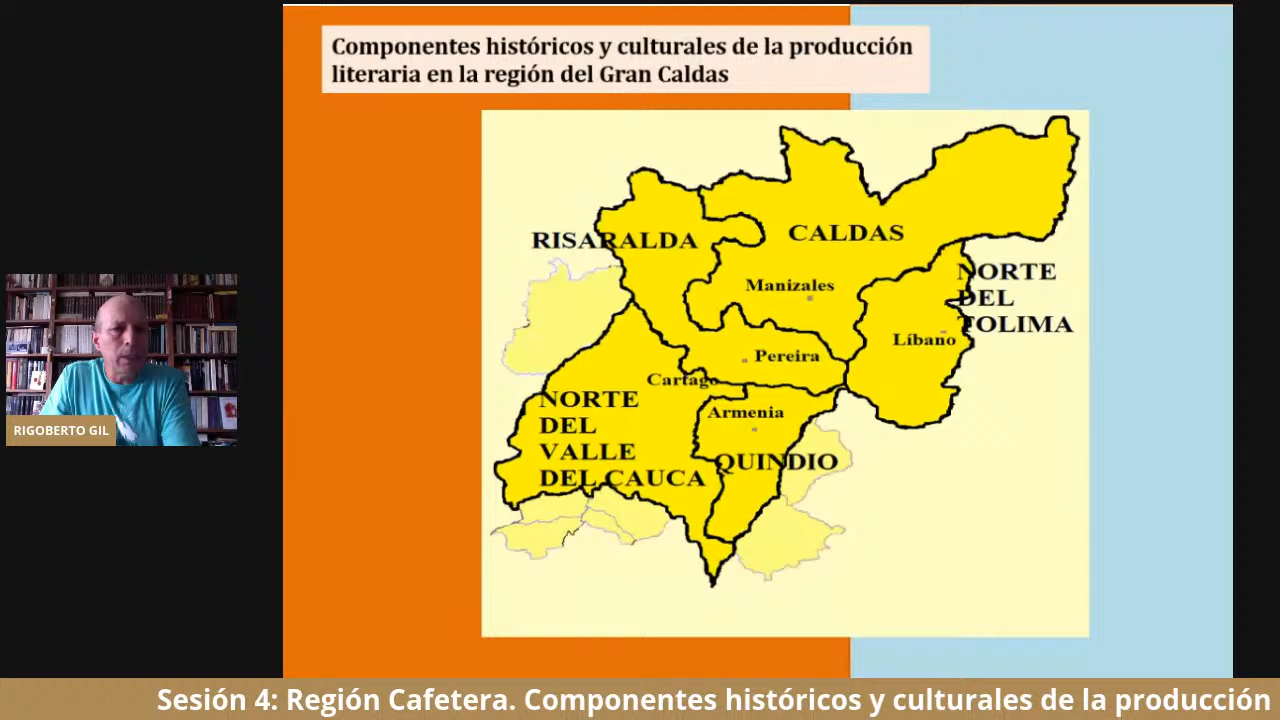 Componentes históricos y culturales de la producción
literaria en la región del Gran Caldas
RISARALDA
CALDAS
Manizales
NORTE
DEL
TOLIMA
Líbano
Pereira
Cartago
NORTE
DEL
VALLE
DEL CAUCA
Armenia
QUINDIO
RIGOBERTO GIL
Sesión 4: Región Cafetera. Componentes históricos y culturales de la producción